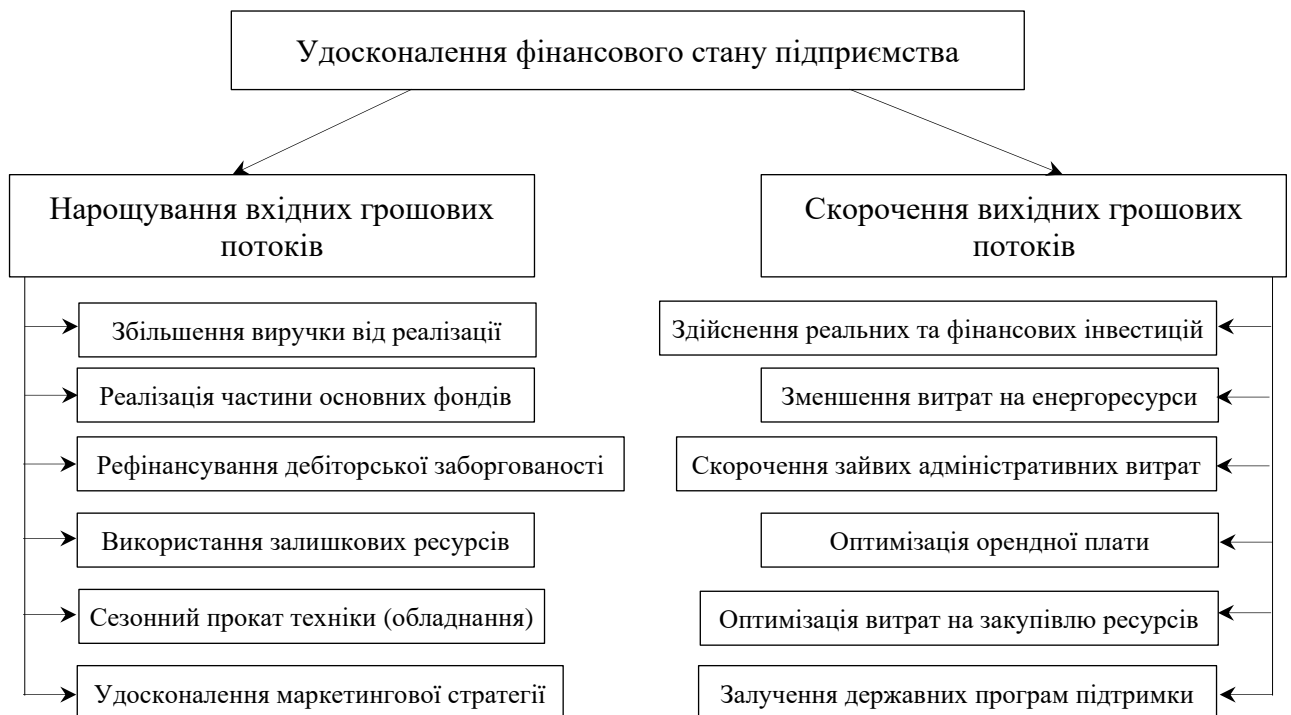 Удосконалення фінансового стану підприємства
Нарощування вхідних грошових
потоків
Збільшення виручки від реалізації
Реалізація частини основних фондів
Рефінансування дебіторської заборгованості
Використання залишкових ресурсів
Сезонний прокат техніки (обладнання)
Удосконалення маркетингової стратегії
Скорочення вихідних грошових
потоків
Здійснення реальних та фінансових інвестицій
Зменшення витрат на енергоресурси
Скорочення зайвих адміністративних витрат
Оптимізація орендної плати
Оптимізація витрат на закупівлю ресурсів
Залучення державних програм підтримки